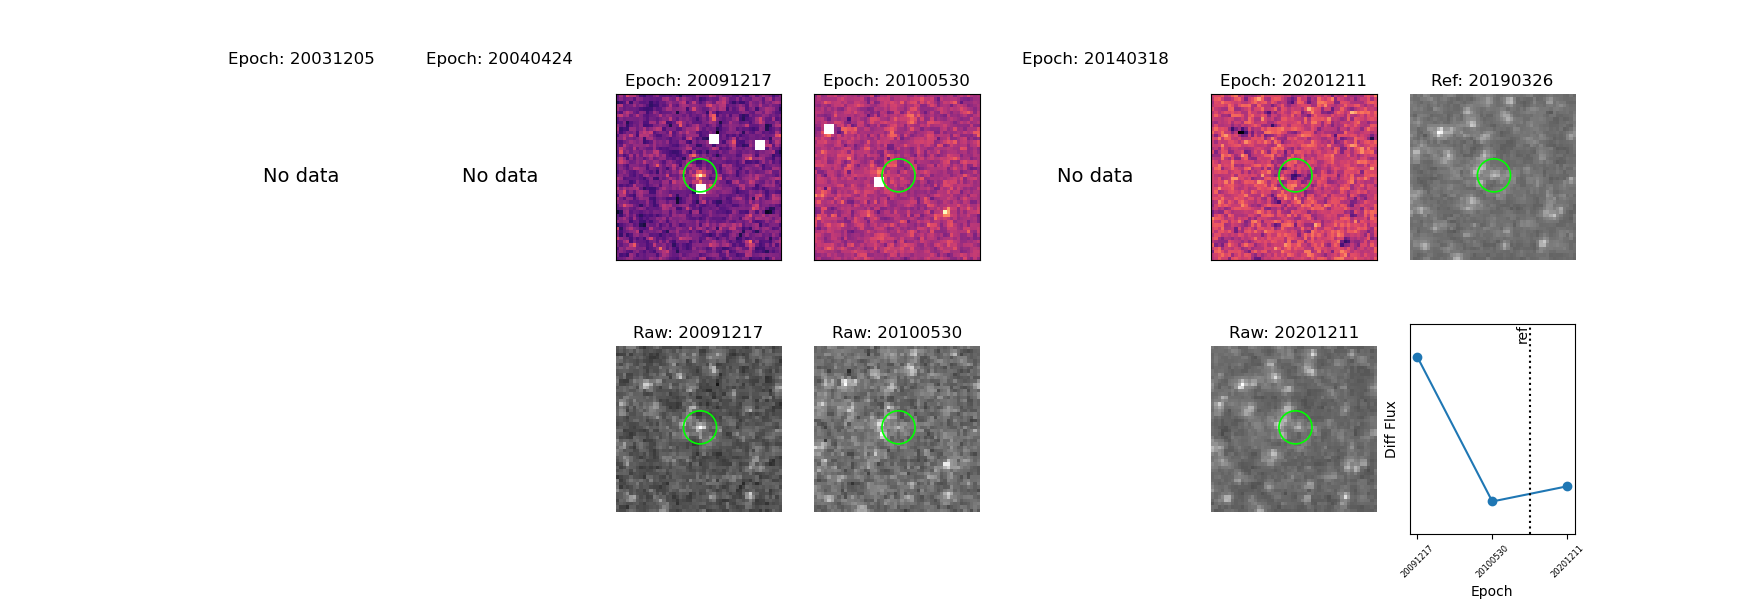 Epoch: 20031205
Epoch: 20040424
Epoch: 20140318
Epoch: 20091217
Epoch: 20100530
Epoch: 20201211
Ref: 20190326
No data
No data
No data
Raw: 20091217
Raw: 20100530
Raw: 20201211
ref
Diff Flux
20091217
20100530
20201211
Epoch